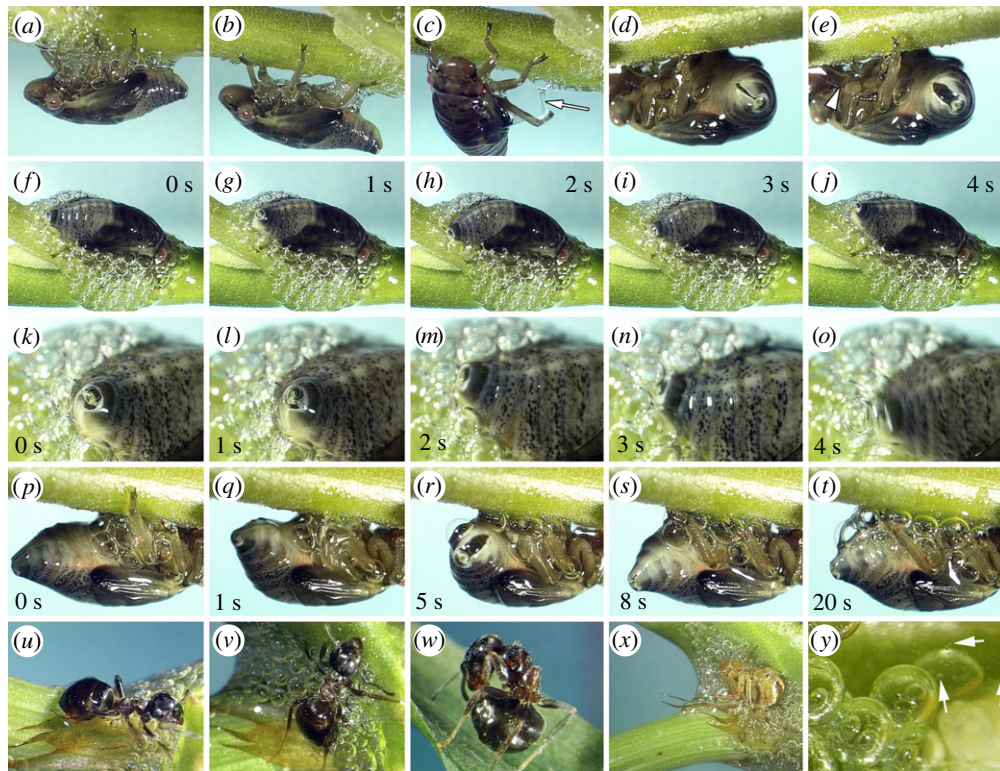 (a) (b) (c) (d) (e)
(f) 0 s (g) 1 s (h) 2 s (i) 3 s (j) 4 s
(k) (l) (m) (n) (o)
0 s 1 s 2 s 3 s 4 s
(p) (q) (r) (s) (t)
0 s 1 s 5 s 8 s 20 s
(u) (v) (w) (x) (y)